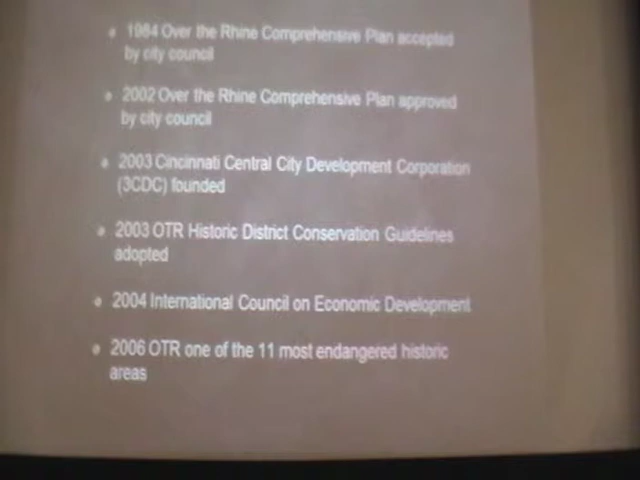 • 1984 Over the Rhine Comprehensive Plan accepted
by city council
• 2002 Over the Rhine Comprehensive Plan approved
by city council
• 2003 Cincinnati Central City Development Corporation
(3CDC) founded
• 2003 OTR Historic District Conservation Guidelines
adopted
• 2004 International Council on Economic Development
• 2006 OTR one of the 11 most endangered historic
areas